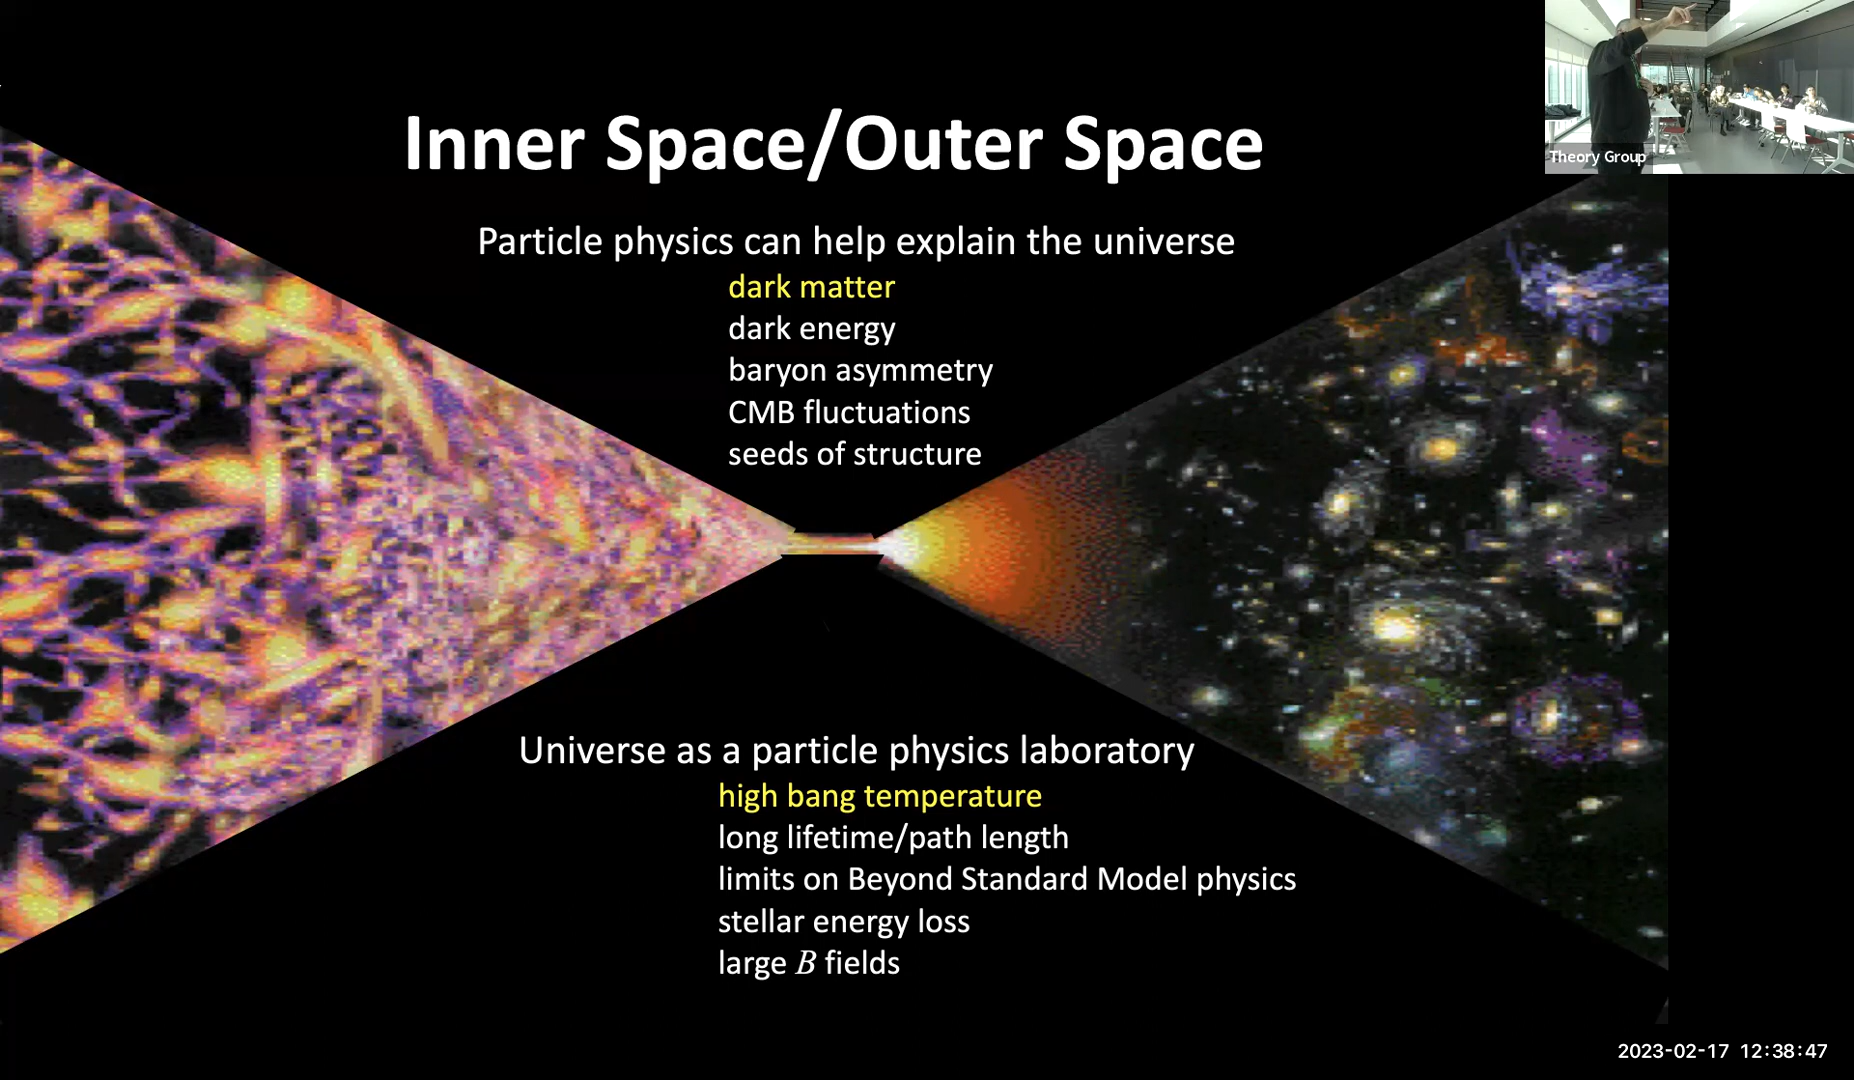 Theory Group
Inner Space/Outer Space
Particle physics can help explain the universe
dark matter
dark energy
baryon asymmetry
CMB fluctuations
seeds of structure
Universe as a particle physics laboratory
high bang temperature
long lifetime/path length
limits on Beyond Standard Model physics
stellar energy loss
large B fields
2023-02-17 12:38:47